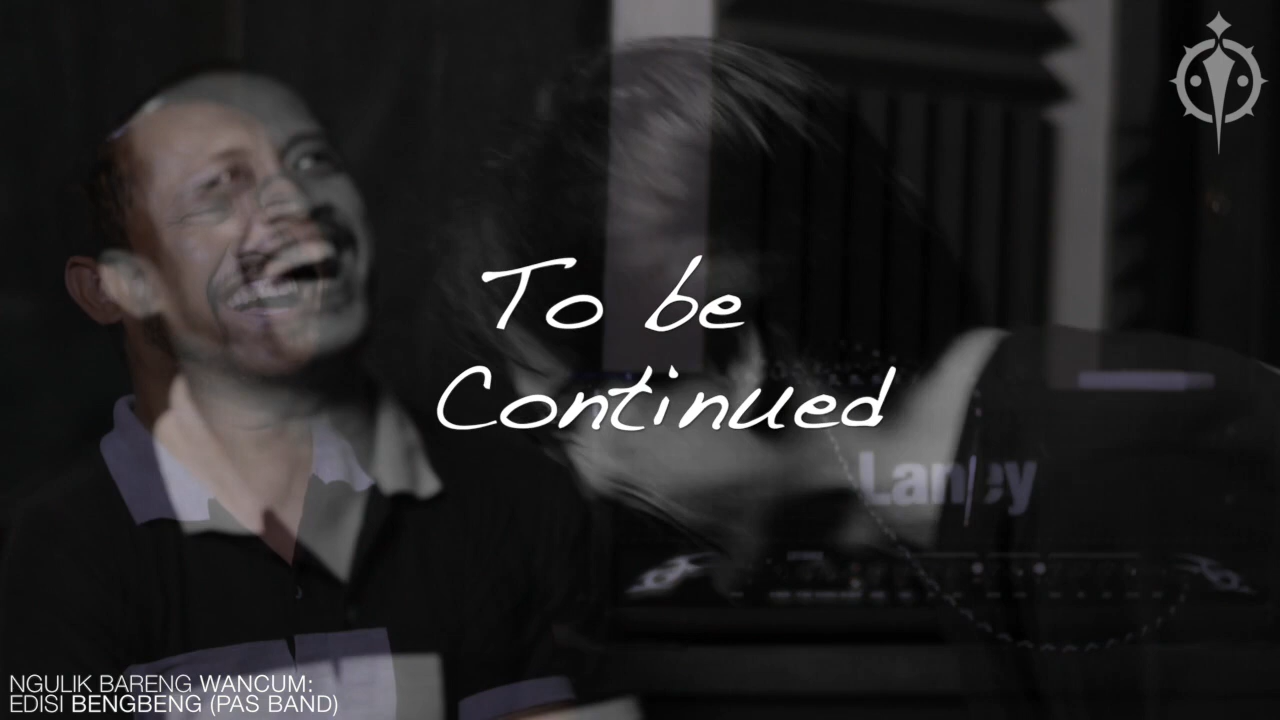 To be
Continued
Laney
NGULIK BARENG WANCUM:
EDISI BENGBENG (PAS BAND)